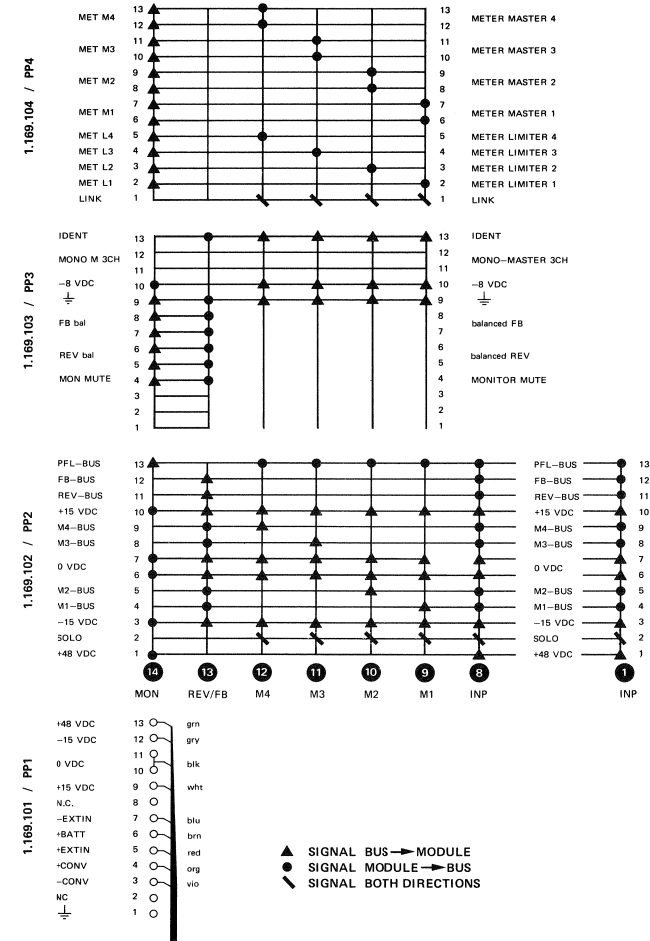 1.169.104 / PP4
MET M4 13 13 METER MASTER 4
12 12
MET M3 11 11 METER MASTER 3
10 10
MET M2 9 9 METER MASTER 2
8 8
MET M1 7 7 METER MASTER 1
6 6
MET L4 5 5 METER LIMITER 4
MET L3 4 4 METER LIMITER 3
MET L2 3 3 METER LIMITER 2
MET L1 2 2 METER LIMITER 1
LINK 1 1 LINK
1.169.103 / PP3
IDENT 13 13 IDENT
MONO M 3CH 12 12 MONO-MASTER 3CH
11 11
-8 VDC 10 10 -8 VDC
9 9
FB bal 8 8 balanced FB
7 7
REV bal 6 6 balanced REV
5 5
MON MUTE 4 4 MONITOR MUTE
3 3
2 2
1 1
1.169.102 / PP2
PFL-BUS 13 PFL-BUS 13
FB-BUS 12 FB-BUS 12
REV-BUS 11 REV-BUS 11
+15 VDC 10 +15 VDC 10
M4-BUS 9 M4-BUS 9
M3-BUS 8 M3-BUS 8
0 VDC 7 0 VDC 7
6 6
M2-BUS 5 M2-BUS 5
M1-BUS 4 M1-BUS 4
-15 VDC 3 -15 VDC 3
SOLO 2 SOLO 2
+48 VDC 1 +48 VDC 1
14 13 12 11 10 9 8 1
MON REV/FB M4 M3 M2 M1 INP INP
1.169.101 / PP1
+48 VDC 13 grn
-15 VDC 12 gry
0 VDC 11 blk
10
+15 VDC 9 wht
N.C. 8
-EXTIN 7 blu
+BATT 6 brn
+EXTIN 5 red
+CONV 4 org
-CONV 3 vio
NC 2
1
SIGNAL BUS MODULE
SIGNAL MODULE BUS
SIGNAL BOTH DIRECTIONS